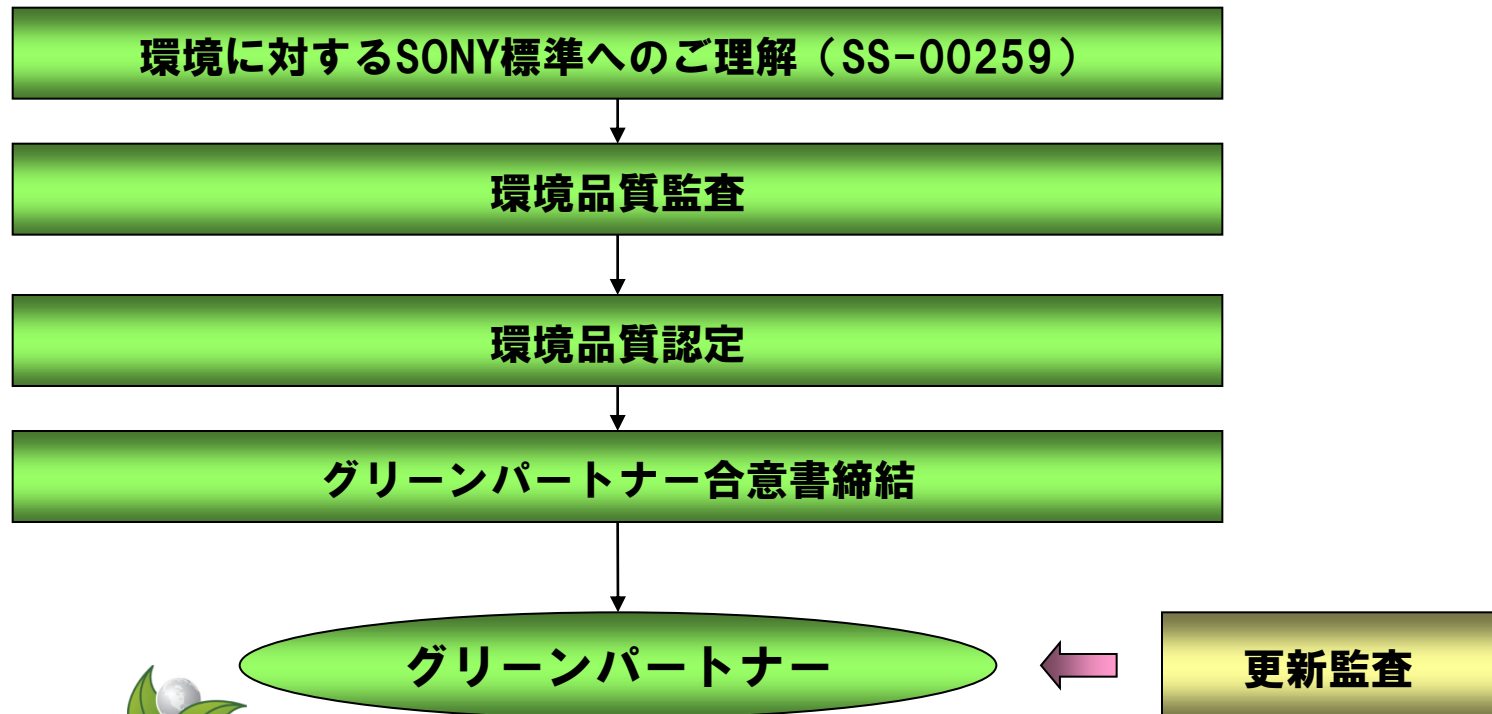 環境に対するSONY標準へのご理解（SS-00259）
環境品質監査
環境品質認定
グリーンパートナー合意書締結
グリーンパートナー
更新監査